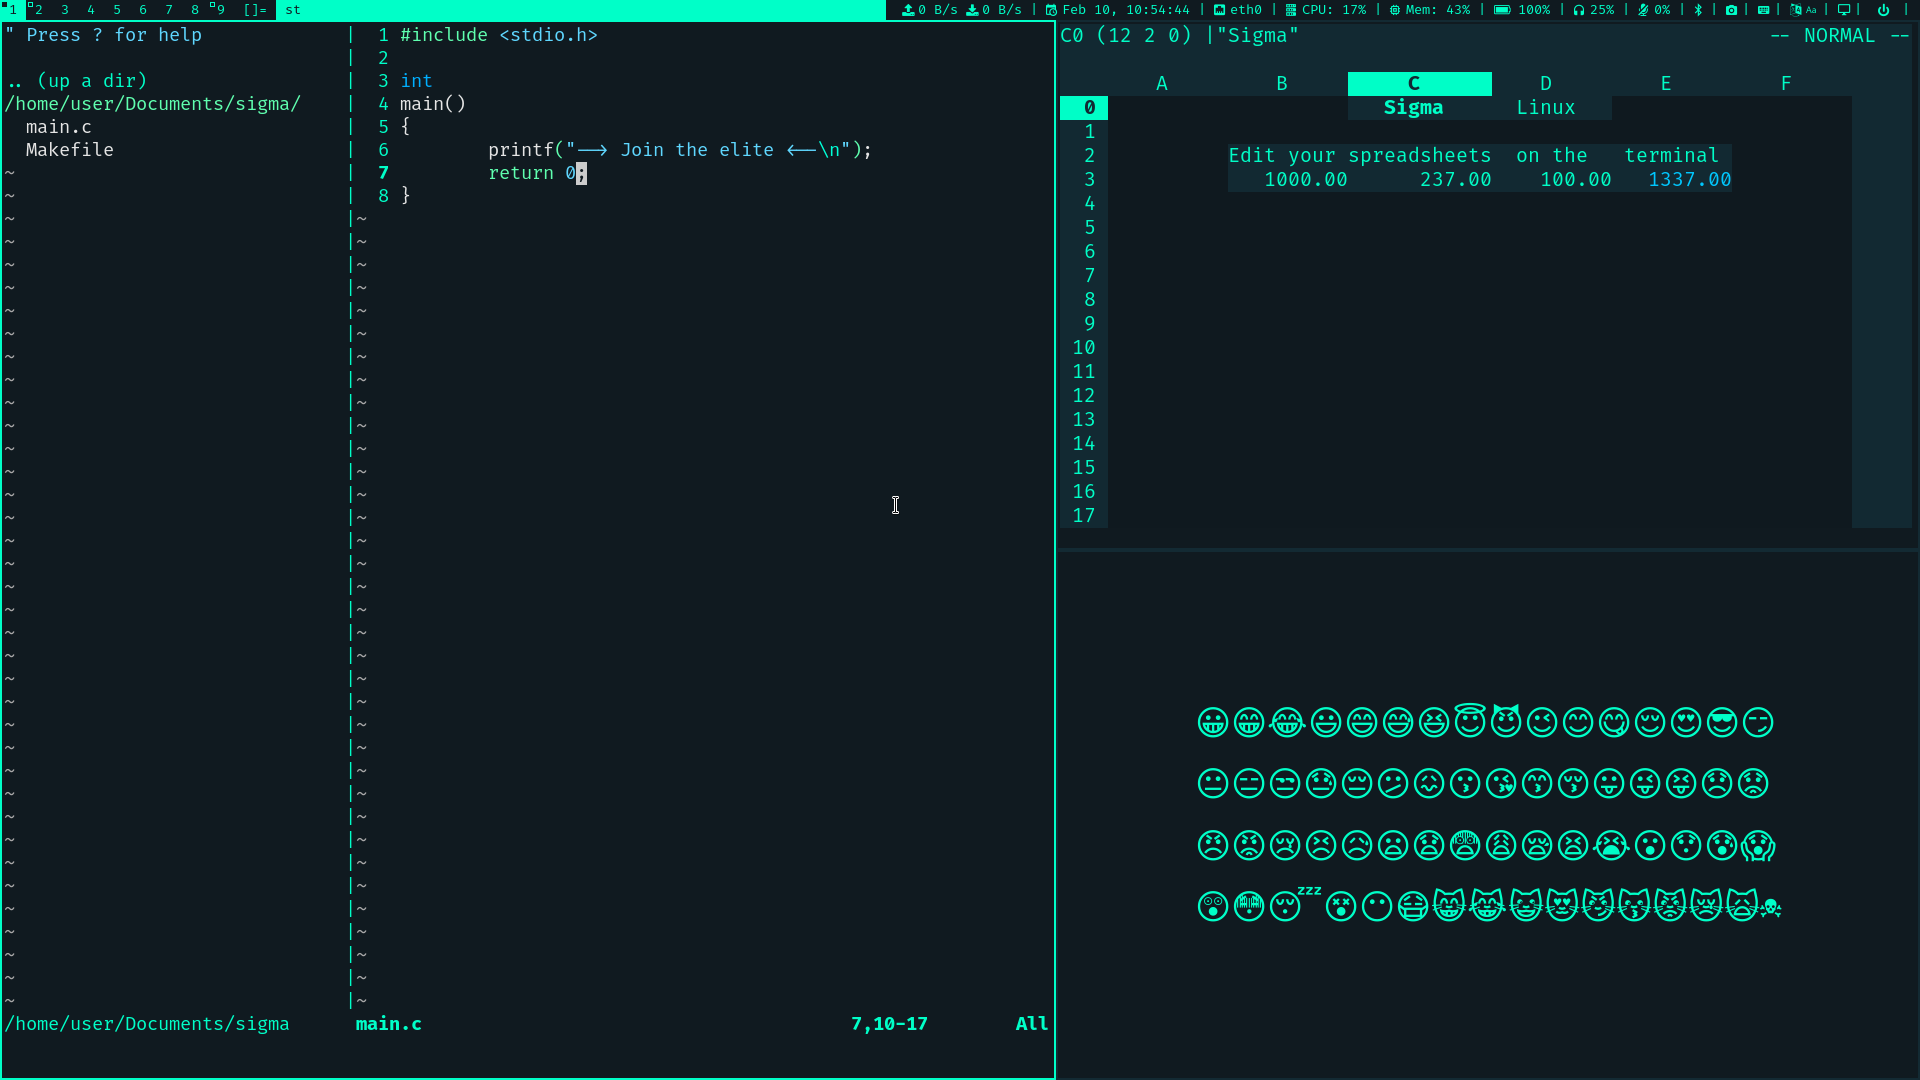 1 2 3 4 5 6 7 8 9 []= st 0 B/s 0 B/s | Feb 10, 10:54:44 | eth0 | CPU: 17% | Mem: 43% | 100% | 25% | 0% | | | | Aa | | |
" Press ? for help
.. (up a dir)
/home/user/Documents/sigma/
main.c
Makefile
1 #include <stdio.h>
2
3 int
4 main()
5 {
6 printf("--> Join the elite <--\n");
7 return 0;
8 }
/home/user/Documents/sigma
main.c 7,10-17 All
C0 (12 2 0) |"Sigma" -- NORMAL --
A B C D E F
0 Sigma Linux
1
2 Edit your spreadsheets on the terminal
3 1000.00 237.00 100.00 1337.00
4
5
6
7
8
9
10
11
12
13
14
15
16
17